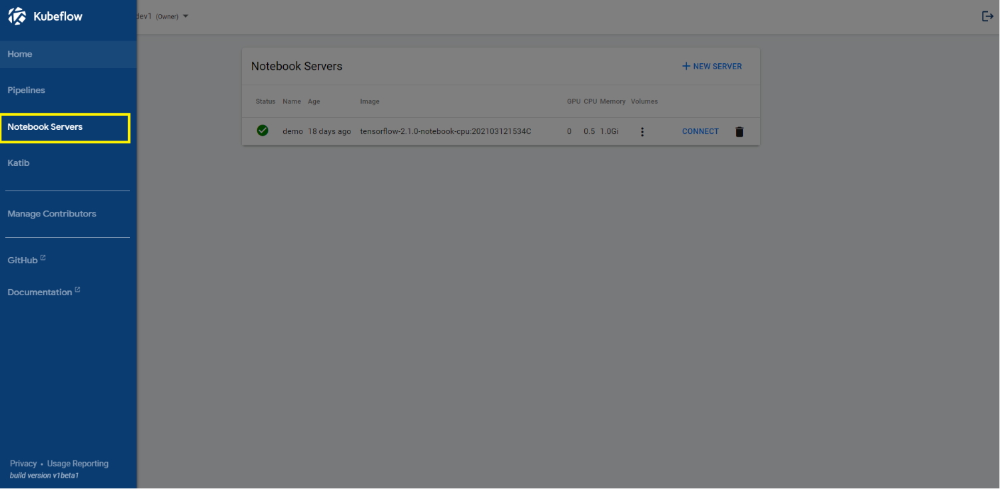 Kubeflow
dev1 (Owner)
Home
Pipelines
Notebook Servers
Katib
Manage Contributors
GitHub
Documentation
Privacy • Usage Reporting
build version v1beta1
Notebook Servers
+ NEW SERVER
Status Name Age Image GPU CPU Memory Volumes
demo 18 days ago tensorflow-2.1.0-notebook-cpu:202103121534C 0 0.5 1.0Gi CONNECT